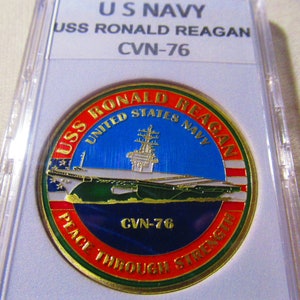 U S NAVY
USS RONALD REAGAN
CVN-76
USS RONALD REAGAN
UNITED STATES NAVY
CVN-76
PEACE THROUGH STRENGTH